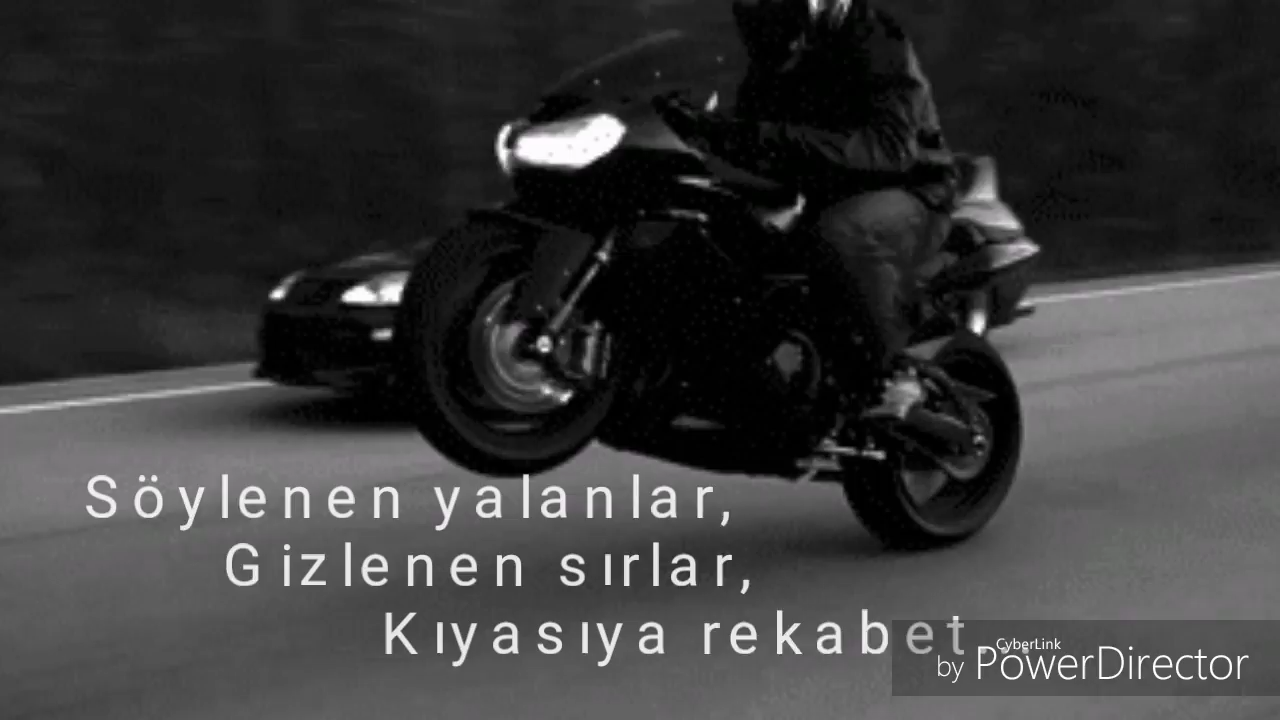 Söylenen yalanlar,
Gizlenen sırlar,
Kıyasıya rekabet...
CyberLink
by PowerDirector